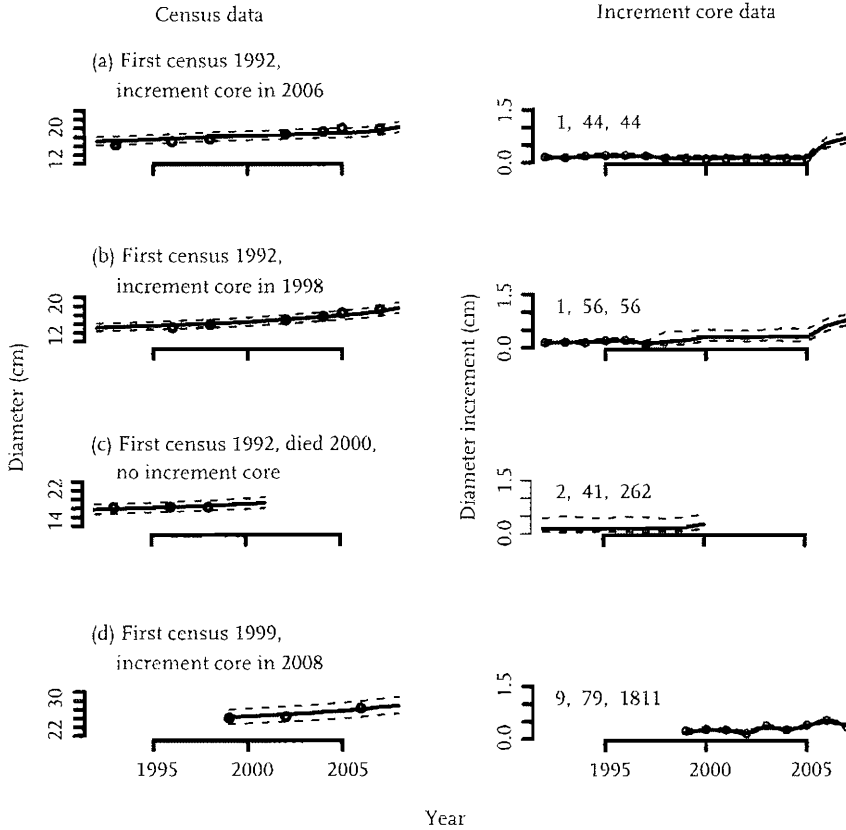 Census data
Increment core data
(a) First census 1992,
increment core in 2006
12 20
0.0 1.5
1, 44, 44
(b) First census 1992,
increment core in 1998
12 20
0.0 1.5
1, 56, 56
(c) First census 1992, died 2000,
no increment core
14 22
0.0 1.5
2, 41, 262
(d) First census 1999,
increment core in 2008
22 30
0.0 1.5
9, 79, 1811
Diameter (cm)
Diameter increment (cm)
1995 2000 2005
1995 2000 2005
Year